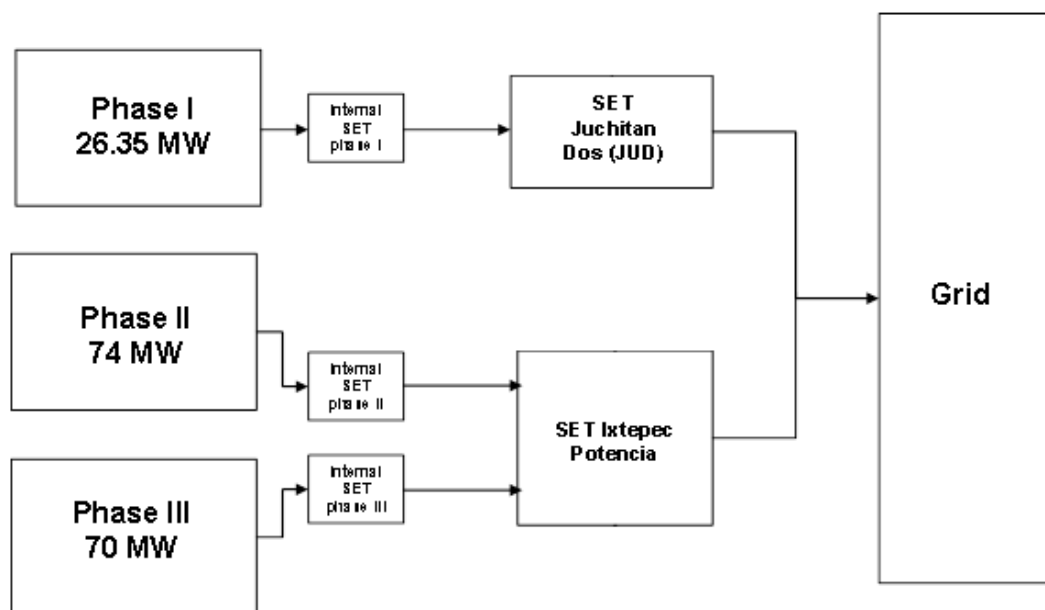 Phase I
26.35 MW
Internal
SET
phase I
SET
Juchitan
Dos (JUD)
Grid
Phase II
74 MW
Internal
SET
phase II
SET Ixtepec
Potencia
Phase III
70 MW
Internal
SET
phase III